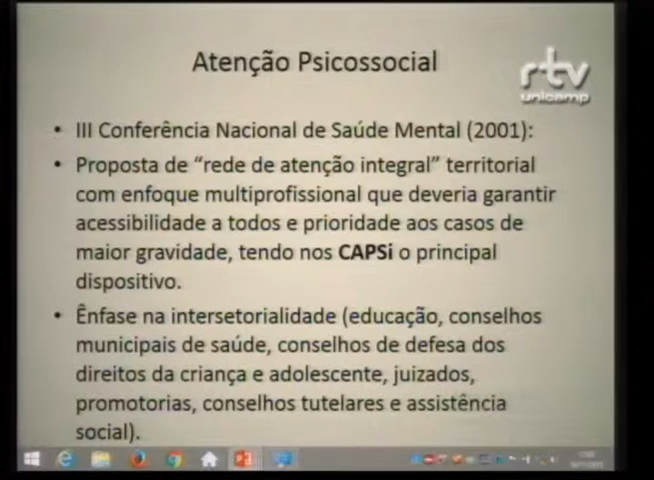 Atenção Psicossocial
rtv
unicamp
• III Conferência Nacional de Saúde Mental (2001):
• Proposta de “rede de atenção integral” territorial
com enfoque multiprofissional que deveria garantir
acessibilidade a todos e prioridade aos casos de
maior gravidade, tendo nos CAPSi o principal
dispositivo.
• Ênfase na intersetorialidade (educação, conselhos
municipais de saúde, conselhos de defesa dos
direitos da criança e adolescente, juizados,
promotorias, conselhos tutelares e assistência
social).